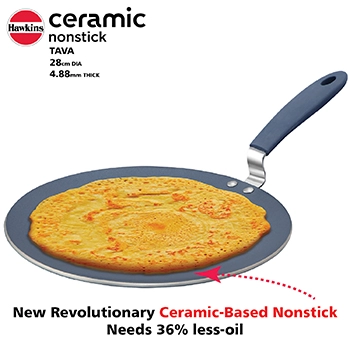 Hawkins
ceramic
nonstick
TAVA
28cm DIA
4.88mm THICK
New Revolutionary Ceramic-Based Nonstick
Needs 36% less-oil